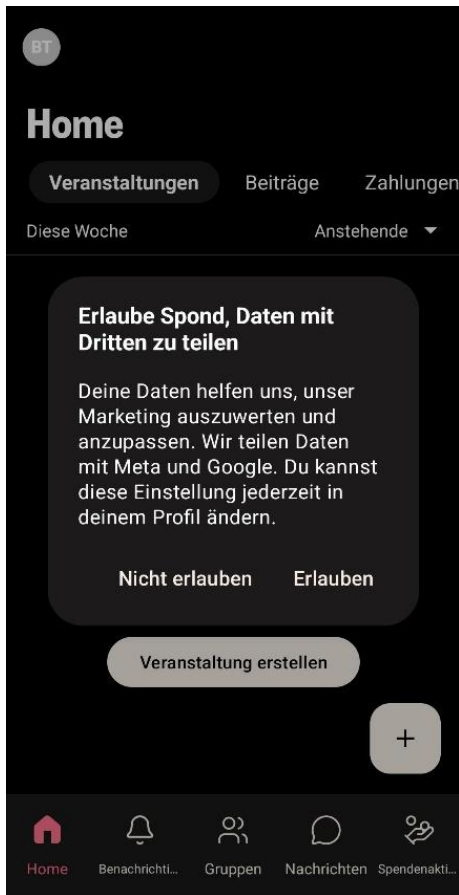 BT
Home
Veranstaltungen Beiträge Zahlungen
Diese Woche Anstehende
Erlaube Spond, Daten mit
Dritten zu teilen
Deine Daten helfen uns, unser
Marketing auszuwerten und
anzupassen. Wir teilen Daten
mit Meta und Google. Du kannst
diese Einstellung jederzeit in
deinem Profil ändern.
Nicht erlauben Erlauben
Veranstaltung erstellen
+
Home Benachrichti... Gruppen Nachrichten Spendenakti...